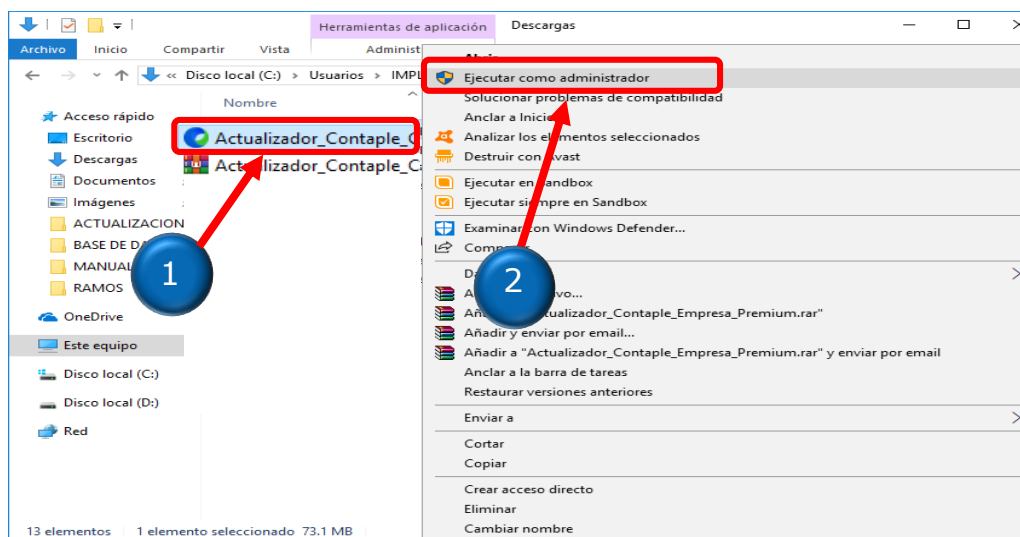 Herramientas de aplicación Descargas
Archivo Inicio Compartir Vista Administ
« Disco local (C:) > Usuarios > IMPL
Nombre
Acceso rápido
Escritorio
Descargas
Documentos
Imágenes
ACTUALIZACION
BASE DE
MANUAL
RAMOS
OneDrive
Este equipo
Disco local (C:)
Disco local (D:)
Red
Actualizador_Contaple_
Actualizador_Contaple_C
1
Abrir
Ejecutar como administrador
Solucionar problemas de compatibilidad
Anclar a Inicio
Analizar los elementos seleccionados
Destruir con Avast
Ejecutar en Sandbox
Ejecutar siempre en Sandbox
Examinar con Windows Defender...
2
Actualizador_Contaple_Empresa_Premium.rar"
Añadir y enviar por email...
Añadir a "Actualizador_Contaple_Empresa_Premium.rar" y enviar por email
Anclar a la barra de tareas
Restaurar versiones anteriores
Enviar a
Cortar
Copiar
Crear acceso directo
Eliminar
Cambiar nombre
13 elementos 1 elemento seleccionado 73.1 MB